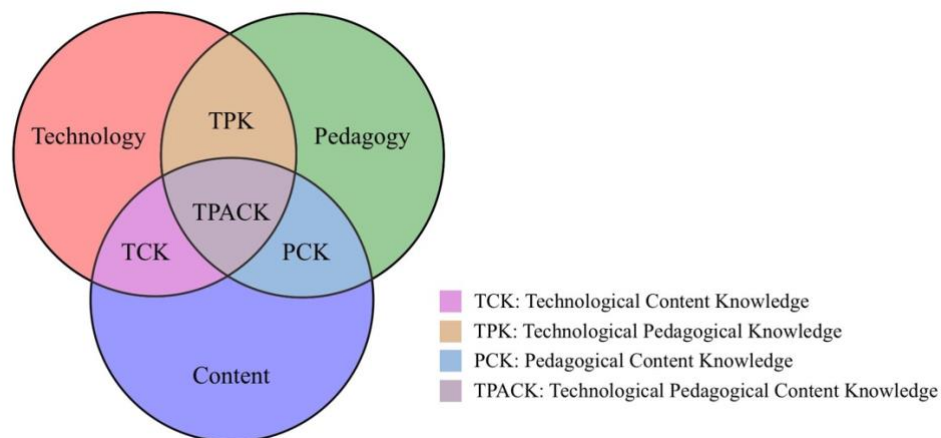 TPK
Technology
Pedagogy
TPACK
TCK
PCK
Content
TCK: Technological Content Knowledge
TPK: Technological Pedagogical Knowledge
PCK: Pedagogical Content Knowledge
TPACK: Technological Pedagogical Content Knowledge